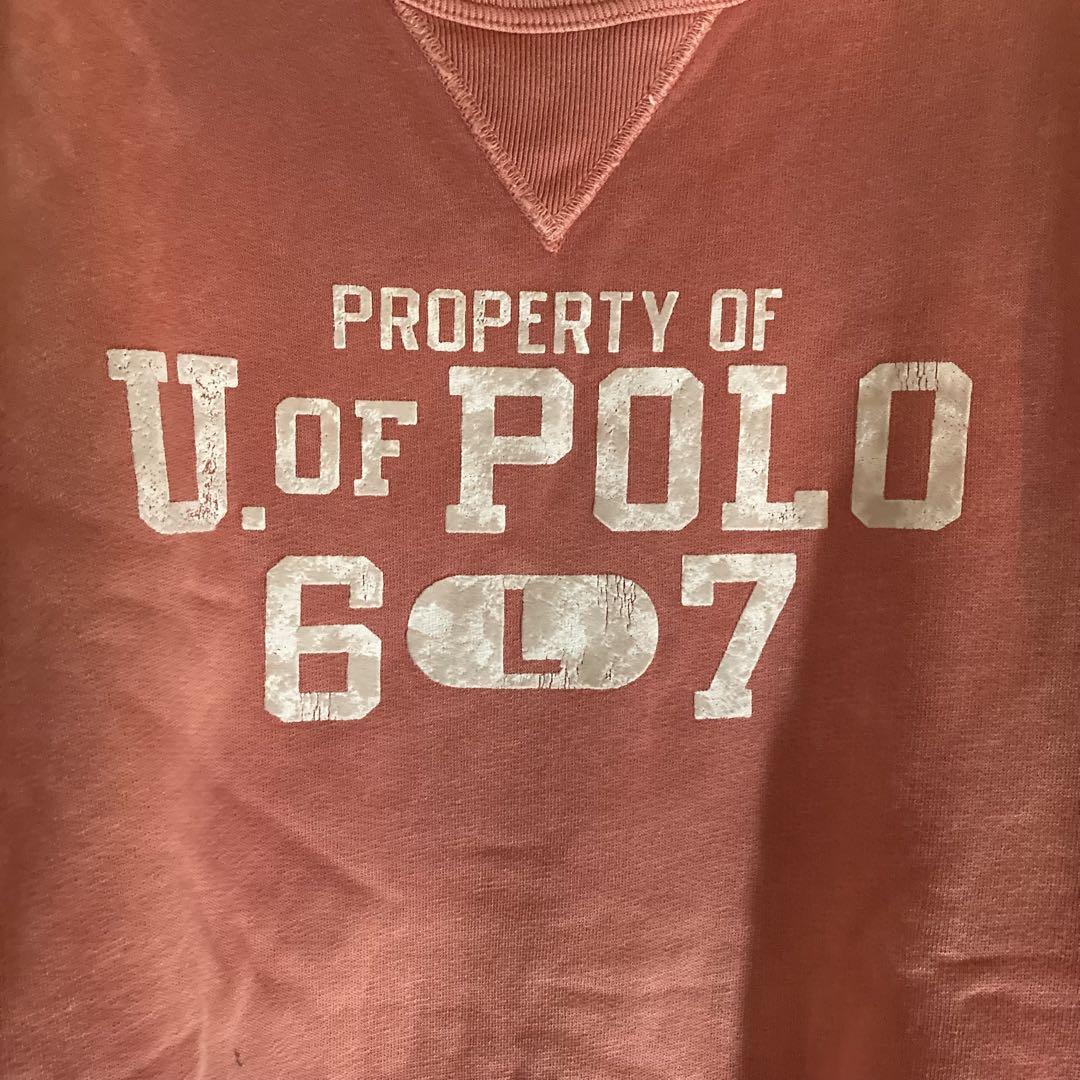 PROPERTY OF
U. OF POLO
6 L 7